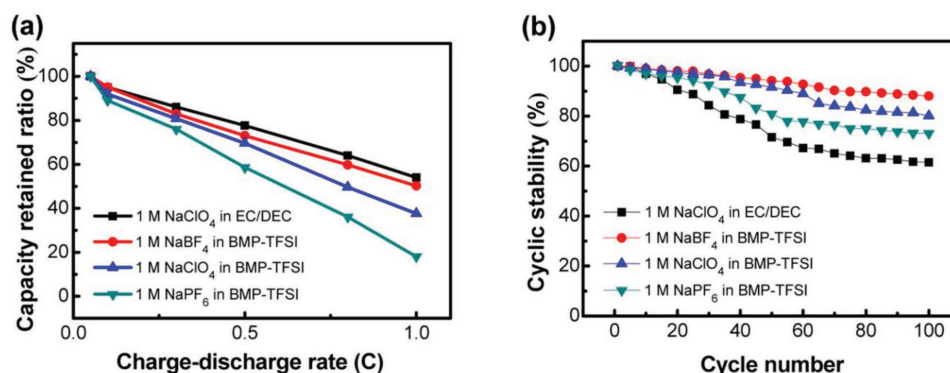 (a)
Capacity retained ratio (%)
100
80
60
40
20
0
1 M NaClO₄ in EC/DEC
1 M NaBF₄ in BMP-TFSI
1 M NaClO₄ in BMP-TFSI
1 M NaPF₆ in BMP-TFSI
0.0 0.5 1.0
Charge-discharge rate (C)
(b)
Cyclic stability (%)
100
80
60
40
20
0
1 M NaClO₄ in EC/DEC
1 M NaBF₄ in BMP-TFSI
1 M NaClO₄ in BMP-TFSI
1 M NaPF₆ in BMP-TFSI
0 20 40 60 80 100
Cycle number